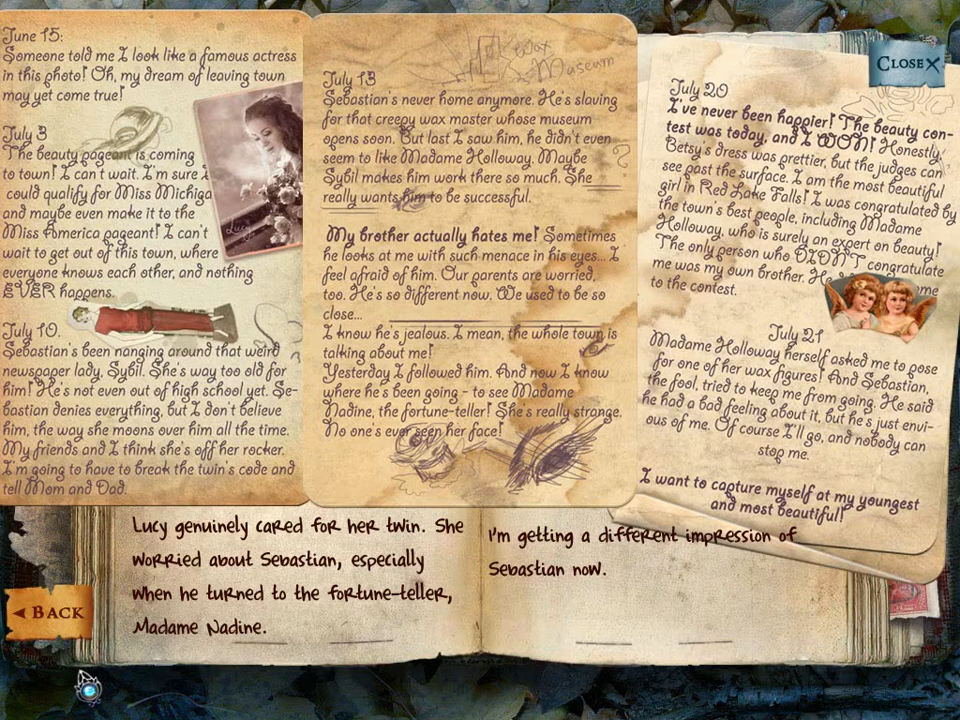 June 15:
Someone told me I look like a famous actress
in this photo! Oh, my dream of leaving town
may yet come true!
July 3
The beauty pageant is coming
to town! I can't wait. I'm sure I
could qualify for Miss Michiga
and maybe even make it to the
Miss America pageant! I can't
wait to get out of this town, where
everyone knows each other, and nothing
EVER happens.
Lucy
July 10.
Sebastian's been hanging around that weird
newspaper lady, Sybil. She's way too old for
him! He's not even out of high school yet. Se-
bastian denies everything, but I don't believe
him, the way she moons over him all the time.
My friends and I think she's off her rocker.
I'm going to have to break the twin's code and
tell Mom and Dad.
Wax
Museum
July 13
Sebastian's never home anymore. He's slaving
for that creepy wax master whose museum
opens soon. But last I saw him, he didn't even
seem to like Madame Holloway. Maybe
Sybil makes him work there so much. She
really wants him to be successful.
?
My brother actually hates me! Sometimes
he looks at me with such menace in his eyes... I
feel afraid of him. Our parents are worried,
too. He's so different now. We used to be so
close...
I know he's jealous. I mean, the whole town is
talking about me!
Yesterday I followed him. And now I know
where he's been going - to see Madame
Nadine, the fortune-teller! She's really strange.
No one's ever seen her face!
CLOSE X
July 20
I've never been happier! The beauty con-
test was today, and I WON! Honestly,
Betsy's dress was prettier, but the judges can
see past the surface. I am the most beautiful
girl in Red Lake Falls! I was congratulated by
the town's best people, including Madame
Holloway, who is surely an expert on beauty!
The only person who DIDN'T congratulate
me was my own brother. He ome
to the contest.
July 21
Madame Holloway herself asked me to pose
for one of her wax figures! And Sebastian,
the fool, tried to keep me from going. He said
he had a bad feeling about it, but he's just envi-
ous of me. Of course I'll go, and nobody can
stop me.
I want to capture myself at my youngest
and most beautiful!
Lucy genuinely cared for her twin. She
worried about Sebastian, especially
when he turned to the fortune-teller,
Madame Nadine.
I'm getting a different impression of
Sebastian now.
BACK